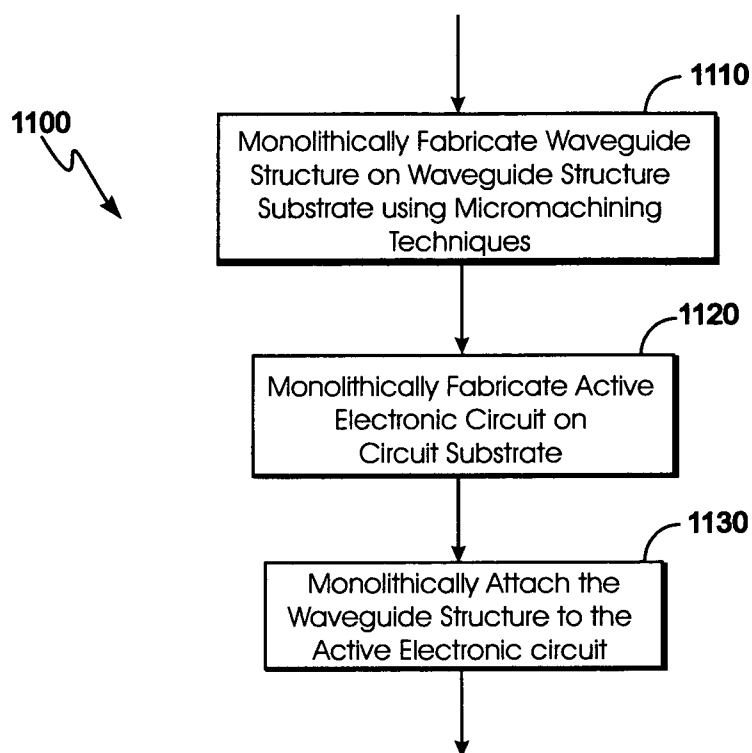 1110
1100
Monolithically Fabricate Waveguide
Structure on Waveguide Structure
Substrate using Micromachining
Techniques
1120
Monolithically Fabricate Active
Electronic Circuit on
Circuit Substrate
1130
Monolithically Attach the
Waveguide Structure to the
Active Electronic circuit